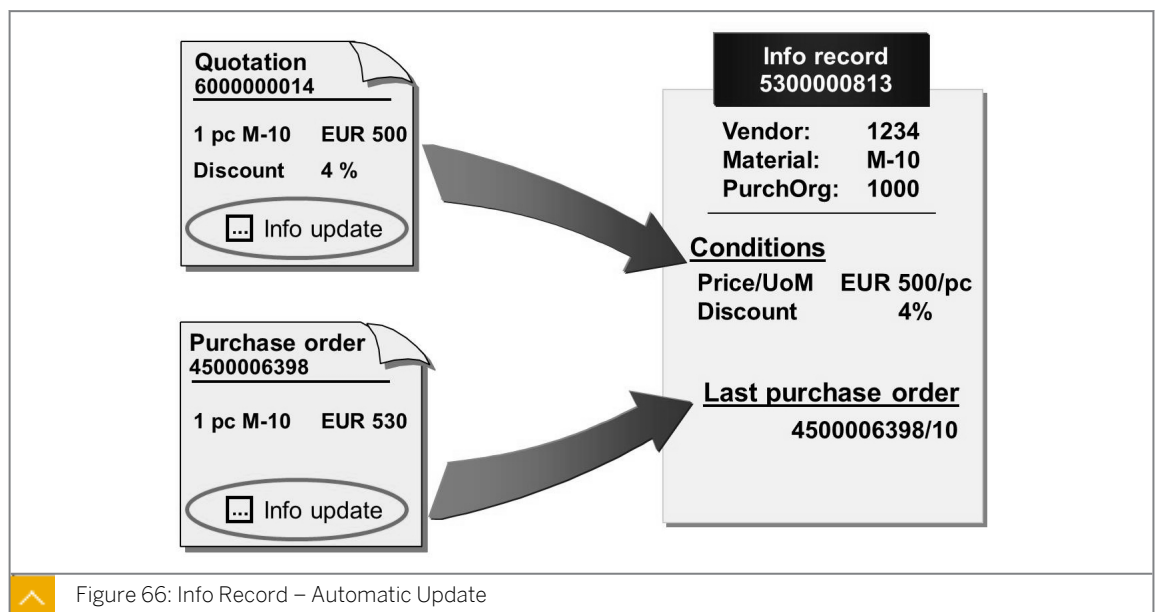 Quotation
6000000014
1 pc M-10 EUR 500
Discount 4 %
... Info update
Purchase order
4500006398
1 pc M-10 EUR 530
... Info update
Info record
5300000813
Vendor: 1234
Material: M-10
PurchOrg: 1000
Conditions
Price/UoM EUR 500/pc
Discount 4%
Last purchase order
4500006398/10
Figure 66: Info Record – Automatic Update